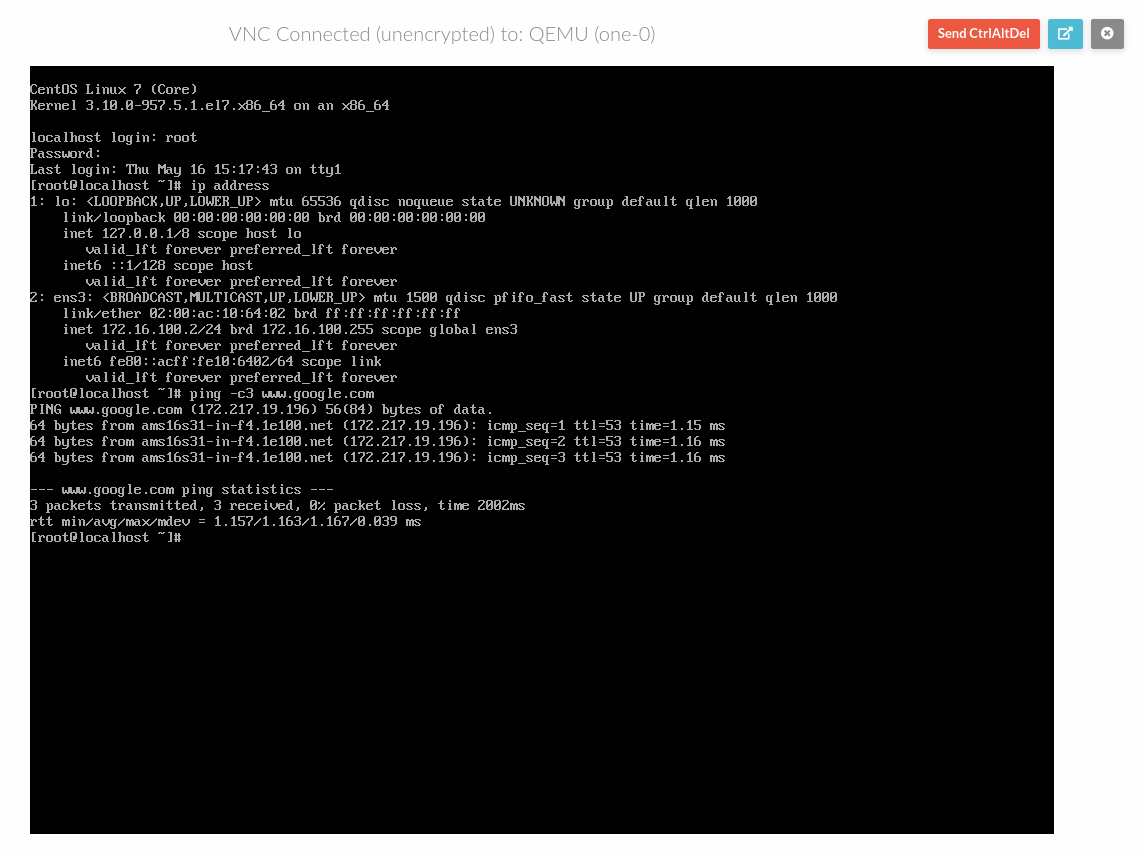 VNC Connected (unencrypted) to: QEMU (one-0)
Send CtrlAltDel
CentOS Linux 7 (Core)
Kernel 3.10.0-957.5.1.el7.x86_64 on an x86_64
localhost login: root
Password:
Last login: Thu May 16 15:17:43 on tty1
[root@localhost ~]# ip address
1: lo: <LOOPBACK,UP,LOWER_UP> mtu 65536 qdisc noqueue state UNKNOWN group default qlen 1000
link/loopback 00:00:00:00:00:00 brd 00:00:00:00:00:00
inet 127.0.0.1/8 scope host lo
valid_lft forever preferred_lft forever
inet6 ::1/128 scope host
valid_lft forever preferred_lft forever
2: ens3: <BROADCAST,MULTICAST,UP,LOWER_UP> mtu 1500 qdisc pfifo_fast state UP group default qlen 1000
link/ether 02:00:ac:10:64:02 brd ff:ff:ff:ff:ff:ff
inet 172.16.100.2/24 brd 172.16.100.255 scope global ens3
valid_lft forever preferred_lft forever
inet6 fe80::acff:fe10:6402/64 scope link
valid_lft forever preferred_lft forever
[root@localhost ~]# ping -c3 www.google.com
PING www.google.com (172.217.19.196) 56(84) bytes of data.
64 bytes from ams16s31-in-f4.1e100.net (172.217.19.196): icmp_seq=1 ttl=53 time=1.15 ms
64 bytes from ams16s31-in-f4.1e100.net (172.217.19.196): icmp_seq=2 ttl=53 time=1.16 ms
64 bytes from ams16s31-in-f4.1e100.net (172.217.19.196): icmp_seq=3 ttl=53 time=1.16 ms
--- www.google.com ping statistics ---
3 packets transmitted, 3 received, 0% packet loss, time 2002ms
rtt min/avg/max/mdev = 1.157/1.163/1.167/0.039 ms
[root@localhost ~]#